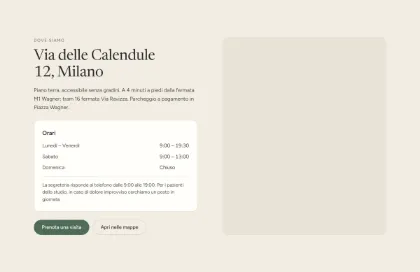 DOVE SIAMO
Via delle Calendule
12, Milano
Piano terra, accessibile senza gradini. A 4 minuti a piedi dalla fermata
M1 Wagner; tram 16 fermata Via Ravizza. Parcheggio a pagamento in
Piazza Wagner.
Orari
Lunedì – Venerdì 9:00 – 19:30
Sabato 9:00 – 13:00
Domenica Chiuso
La segreteria risponde al telefono dalle 9:00 alle 19:00. Per i pazienti
dello studio, in caso di dolore improvviso cerchiamo un posto in
giornata.
Prenota una visita
Apri nelle mappe